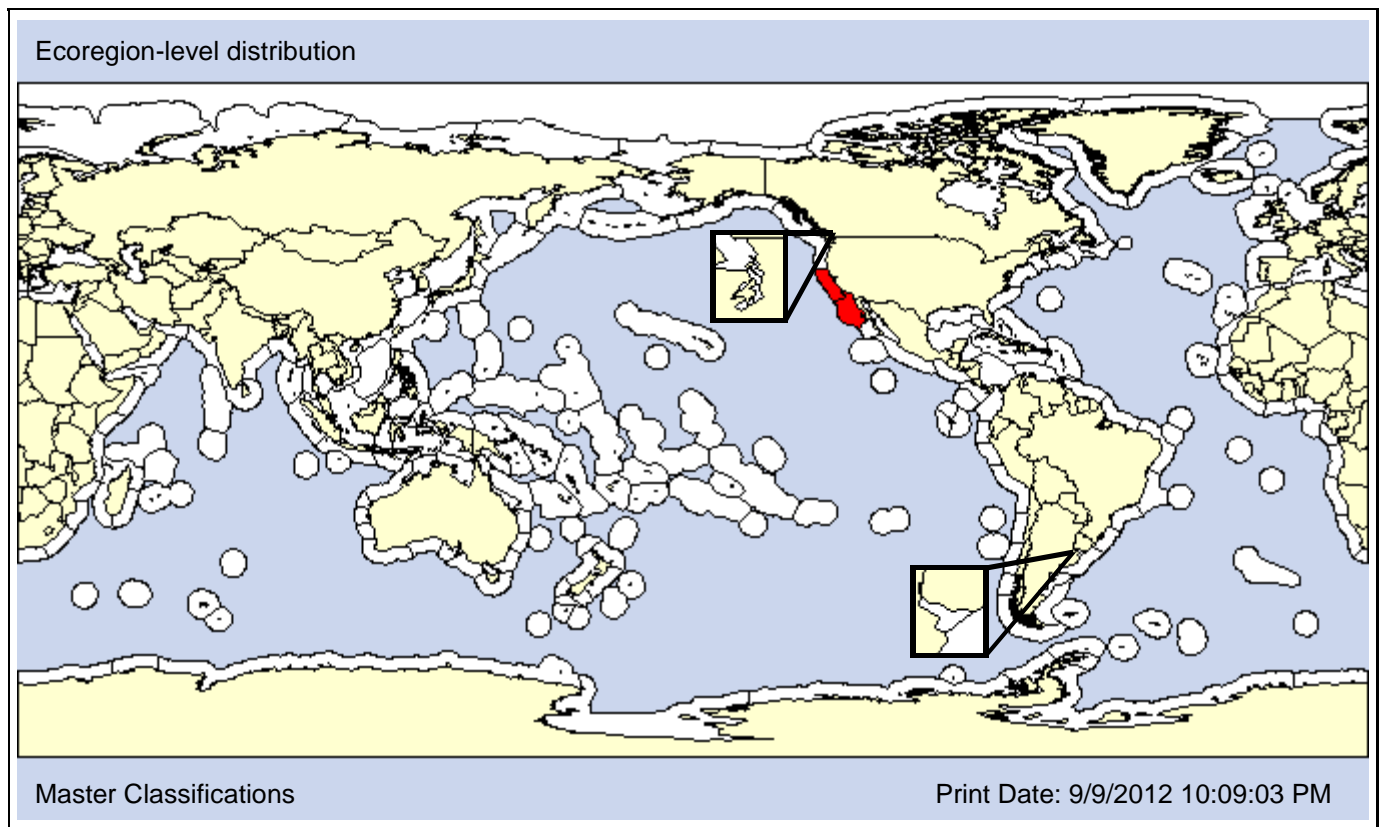 Ecoregion-level distribution
Master Classifications
Print Date: 9/9/2012 10:09:03 PM